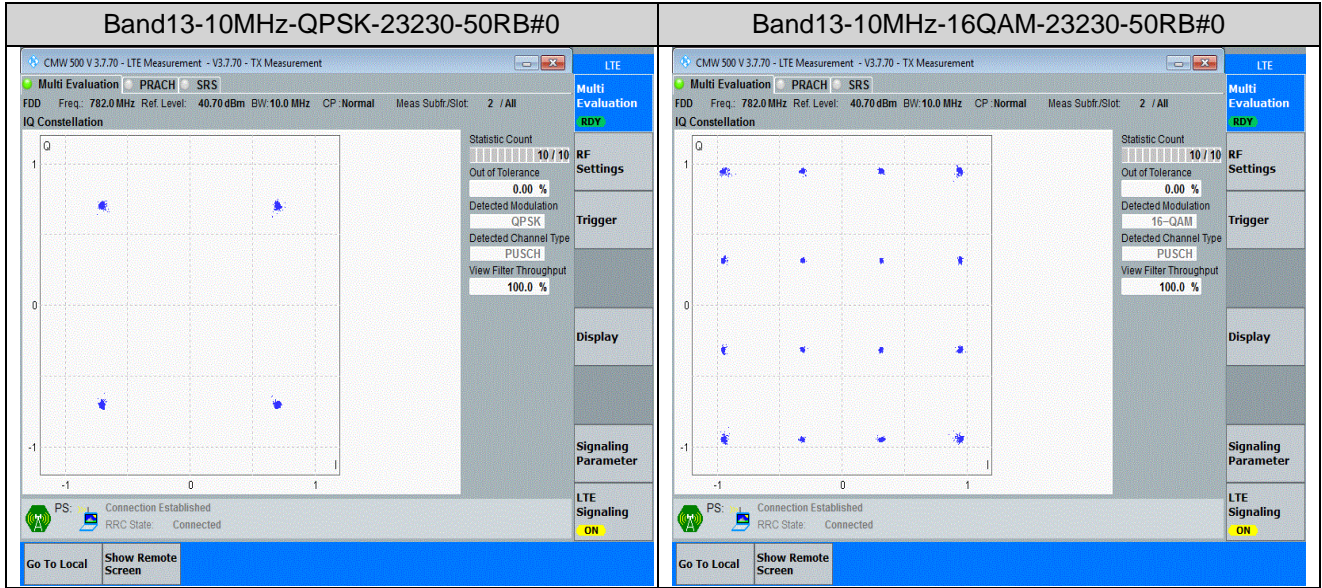 Band13-10MHz-QPSK-23230-50RB#0
CMW 500 V 3.7.70 - LTE Measurement - V3.7.70 - TX Measurement
LTE
Multi Evaluation PRACH SRS
FDD Freq.: 782.0 MHz Ref. Level: 40.70 dBm BW: 10.0 MHz CP : Normal Meas Subfr./Slot: 2 / All
IQ Constellation
Q
1
0
-1
-1 0 1
I
Statistic Count
10 / 10
Out of Tolerance
0.00 %
Detected Modulation
QPSK
Detected Channel Type
PUSCH
View Filter Throughput
100.0 %
Multi
Evaluation
RDY
RF
Settings
Trigger
Display
Signaling
Parameter
LTE
Signaling
ON
PS: Connection Established
RRC State: Connected
Go To Local
Show Remote
Screen
Band13-10MHz-16QAM-23230-50RB#0
CMW 500 V 3.7.70 - LTE Measurement - V3.7.70 - TX Measurement
LTE
Multi Evaluation PRACH SRS
FDD Freq.: 782.0 MHz Ref. Level: 40.70 dBm BW: 10.0 MHz CP : Normal Meas Subfr./Slot: 2 / All
IQ Constellation
Q
1
0
-1
-1 0 1
I
Statistic Count
10 / 10
Out of Tolerance
0.00 %
Detected Modulation
16-QAM
Detected Channel Type
PUSCH
View Filter Throughput
100.0 %
Multi
Evaluation
RDY
RF
Settings
Trigger
Display
Signaling
Parameter
LTE
Signaling
ON
PS: Connection Established
RRC State: Connected
Go To Local
Show Remote
Screen